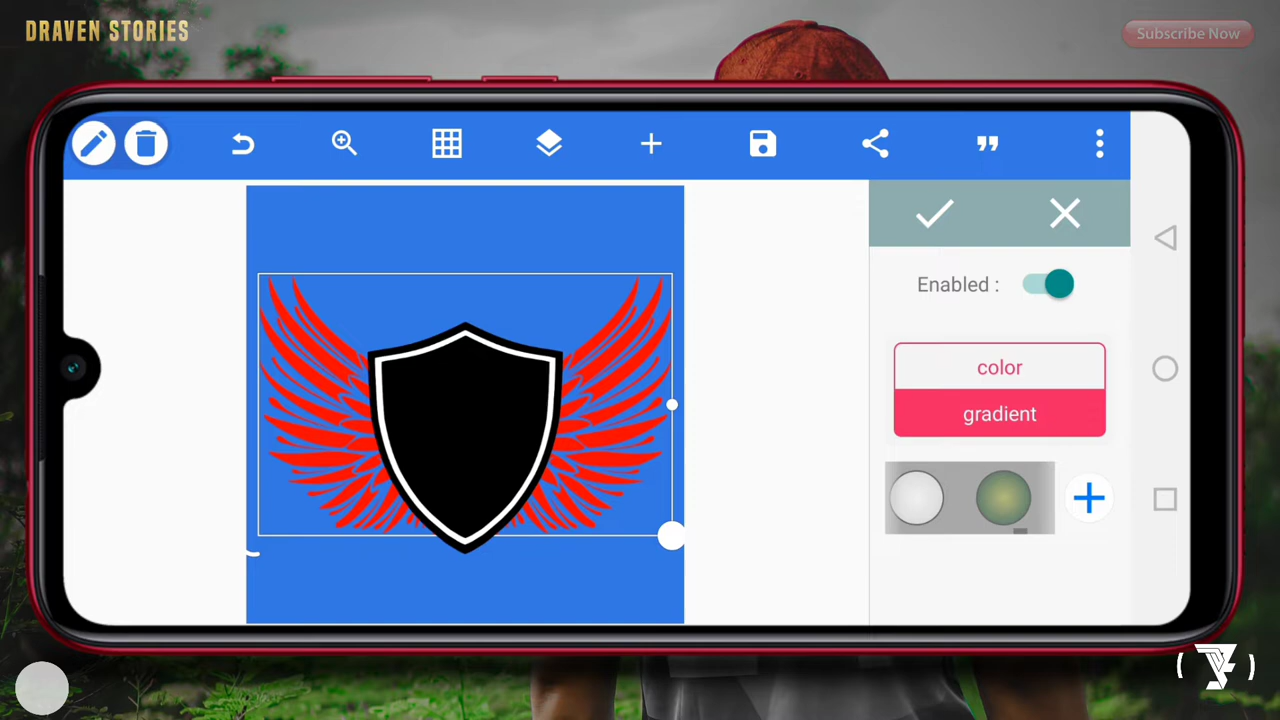 DRAVEN STORIES
Subscribe Now
Enabled :
color
gradient